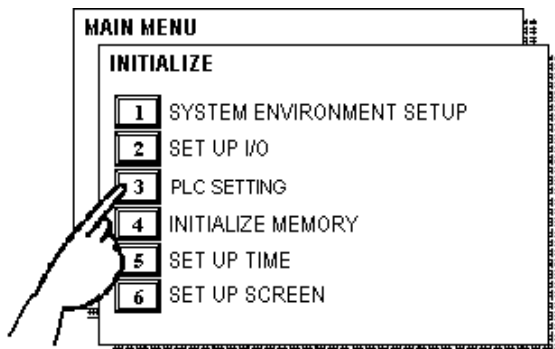 MAIN MENU
INITIALIZE
1 SYSTEM ENVIRONMENT SETUP
2 SET UP I/O
3 PLC SETTING
4 INITIALIZE MEMORY
5 SET UP TIME
6 SET UP SCREEN